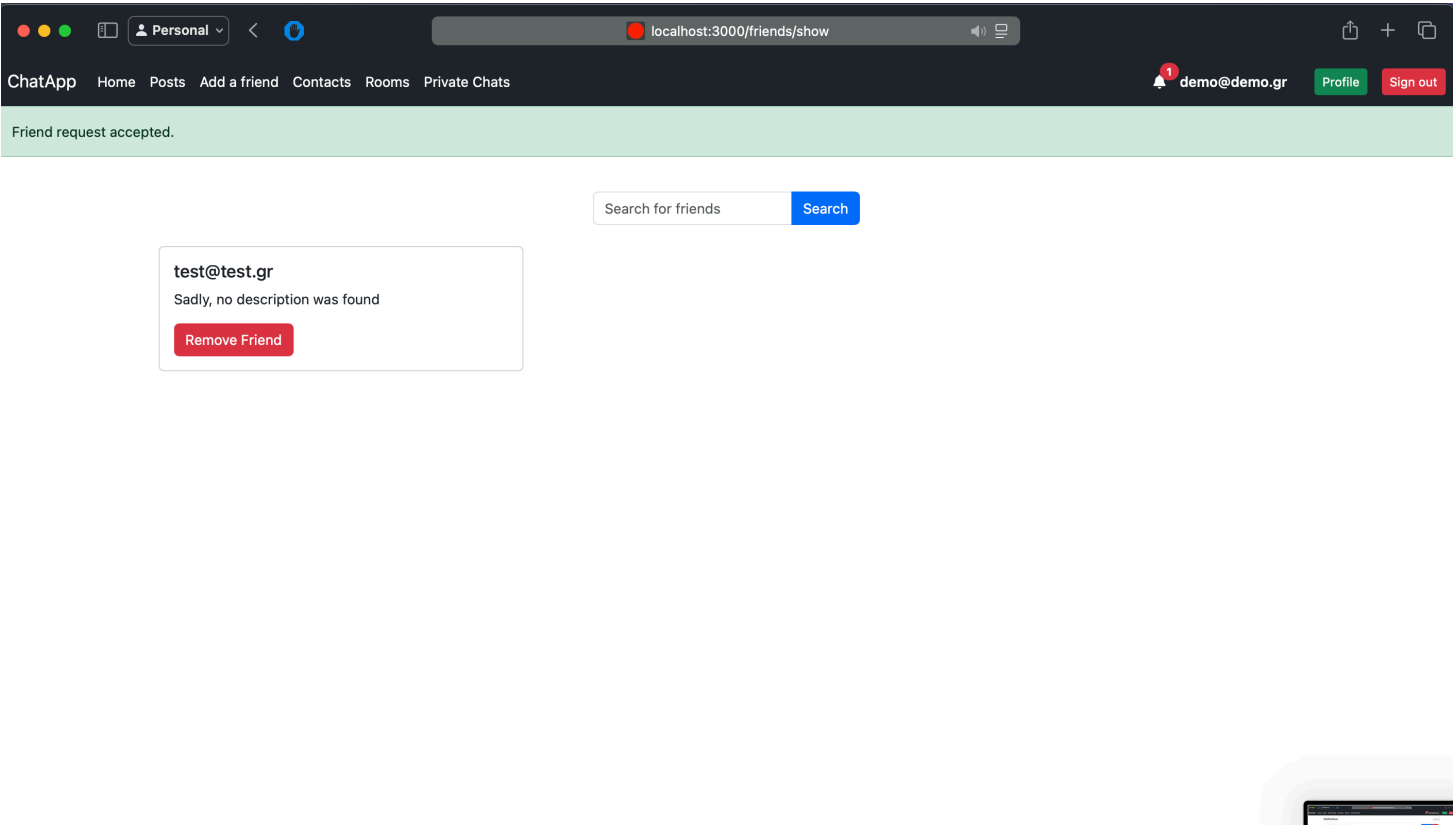 Personal
localhost:3000/friends/show
ChatApp Home Posts Add a friend Contacts Rooms Private Chats 1 demo@demo.gr Profile Sign out
Friend request accepted.
Search for friends Search
test@test.gr
Sadly, no description was found
Remove Friend